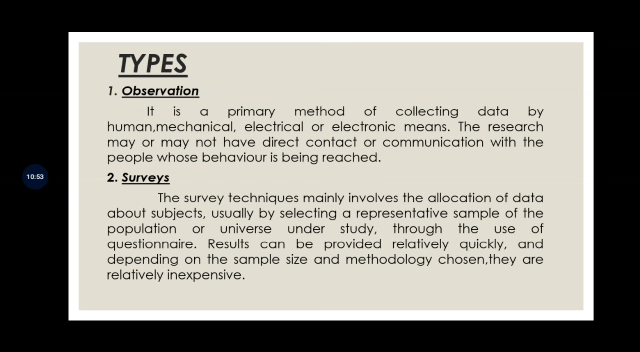 TYPES
1. Observation
It is a primary method of collecting data by
human,mechanical, electrical or electronic means. The research
may or may not have direct contact or communication with the
people whose behaviour is being reached.
10:53
2. Surveys
The survey techniques mainly involves the allocation of data
about subjects, usually by selecting a representative sample of the
population or universe under study, through the use of
questionnaire. Results can be provided relatively quickly, and
depending on the sample size and methodology chosen,they are
relatively inexpensive.